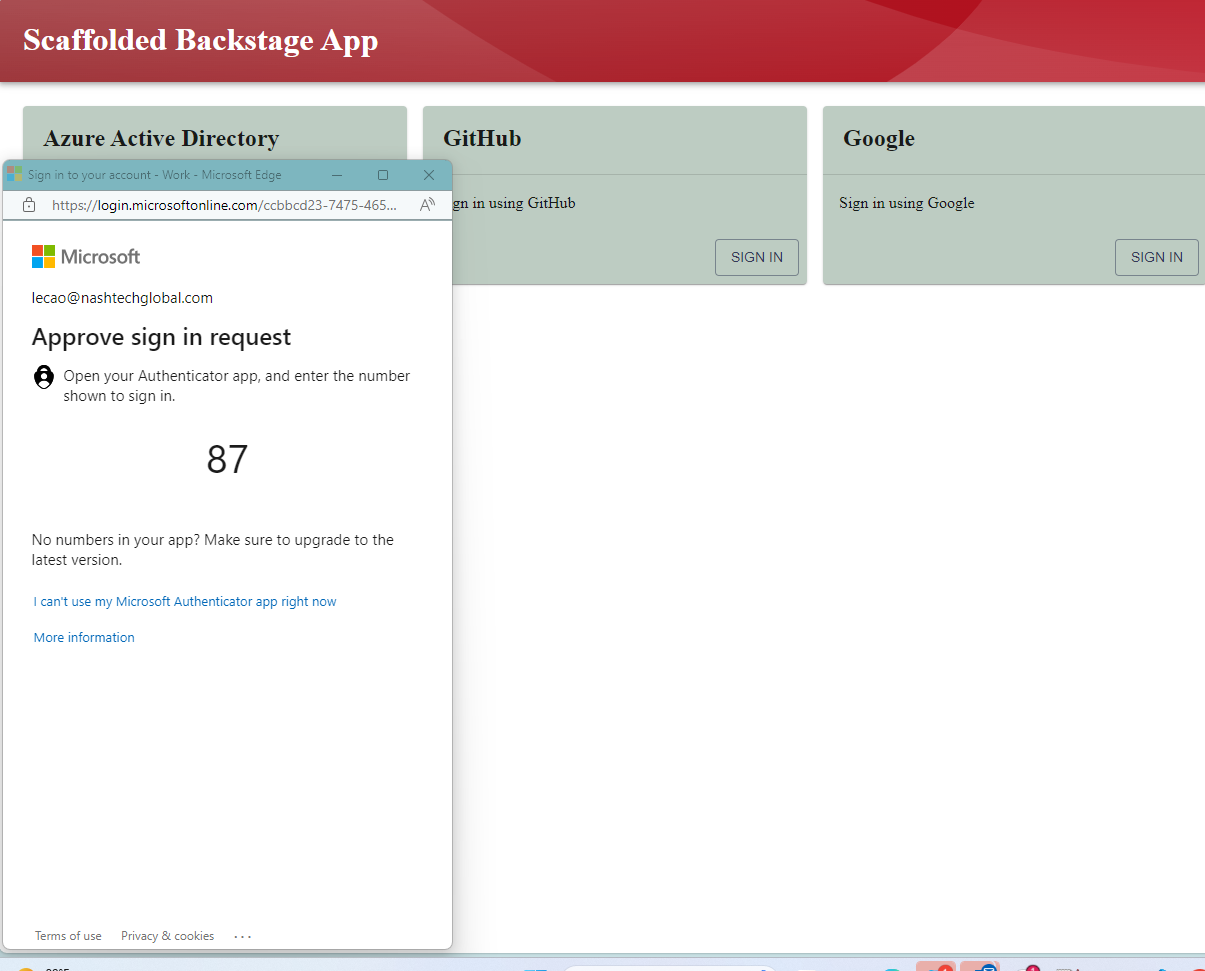 Scaffolded Backstage App
Azure Active Directory
GitHub
Google
Sign in to your account - Work - Microsoft Edge
https://login.microsoftonline.com/ccbbcd23-7475-465...
Microsoft
lecao@nashtechglobal.com
Approve sign in request
Open your Authenticator app, and enter the number
shown to sign in.
87
No numbers in your app? Make sure to upgrade to the
latest version.
I can't use my Microsoft Authenticator app right now
More information
Terms of use
Privacy & cookies
...
gn in using GitHub
SIGN IN
Sign in using Google
SIGN IN